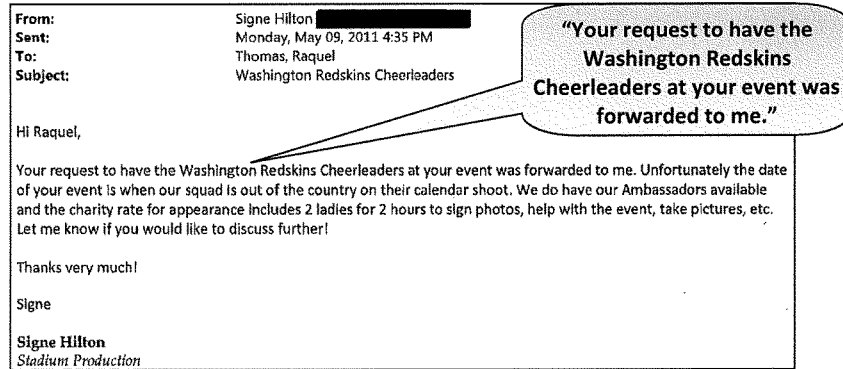 From: Signe Hilton
Sent: Monday, May 09, 2011 4:35 PM
To: Thomas, Raquel
Subject: Washington Redskins Cheerleaders
"Your request to have the
Washington Redskins
Cheerleaders at your event was
forwarded to me."
Hi Raquel,
Your request to have the Washington Redskins Cheerleaders at your event was forwarded to me. Unfortunately the date
of your event is when our squad is out of the country on their calendar shoot. We do have our Ambassadors available
and the charity rate for appearance includes 2 ladies for 2 hours to sign photos, help with the event, take pictures, etc.
Let me know if you would like to discuss further!
Thanks very much!
Signe
Signe Hilton
Stadium Production